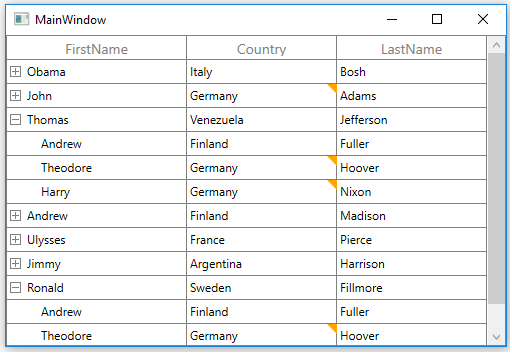 MainWindow
FirstName Country LastName
Obama Italy Bosh
John Germany Adams
Thomas Venezuela Jefferson
Andrew Finland Fuller
Theodore Germany Hoover
Harry Germany Nixon
Andrew Finland Madison
Ulysses France Pierce
Jimmy Argentina Harrison
Ronald Sweden Fillmore
Andrew Finland Fuller
Theodore Germany Hoover